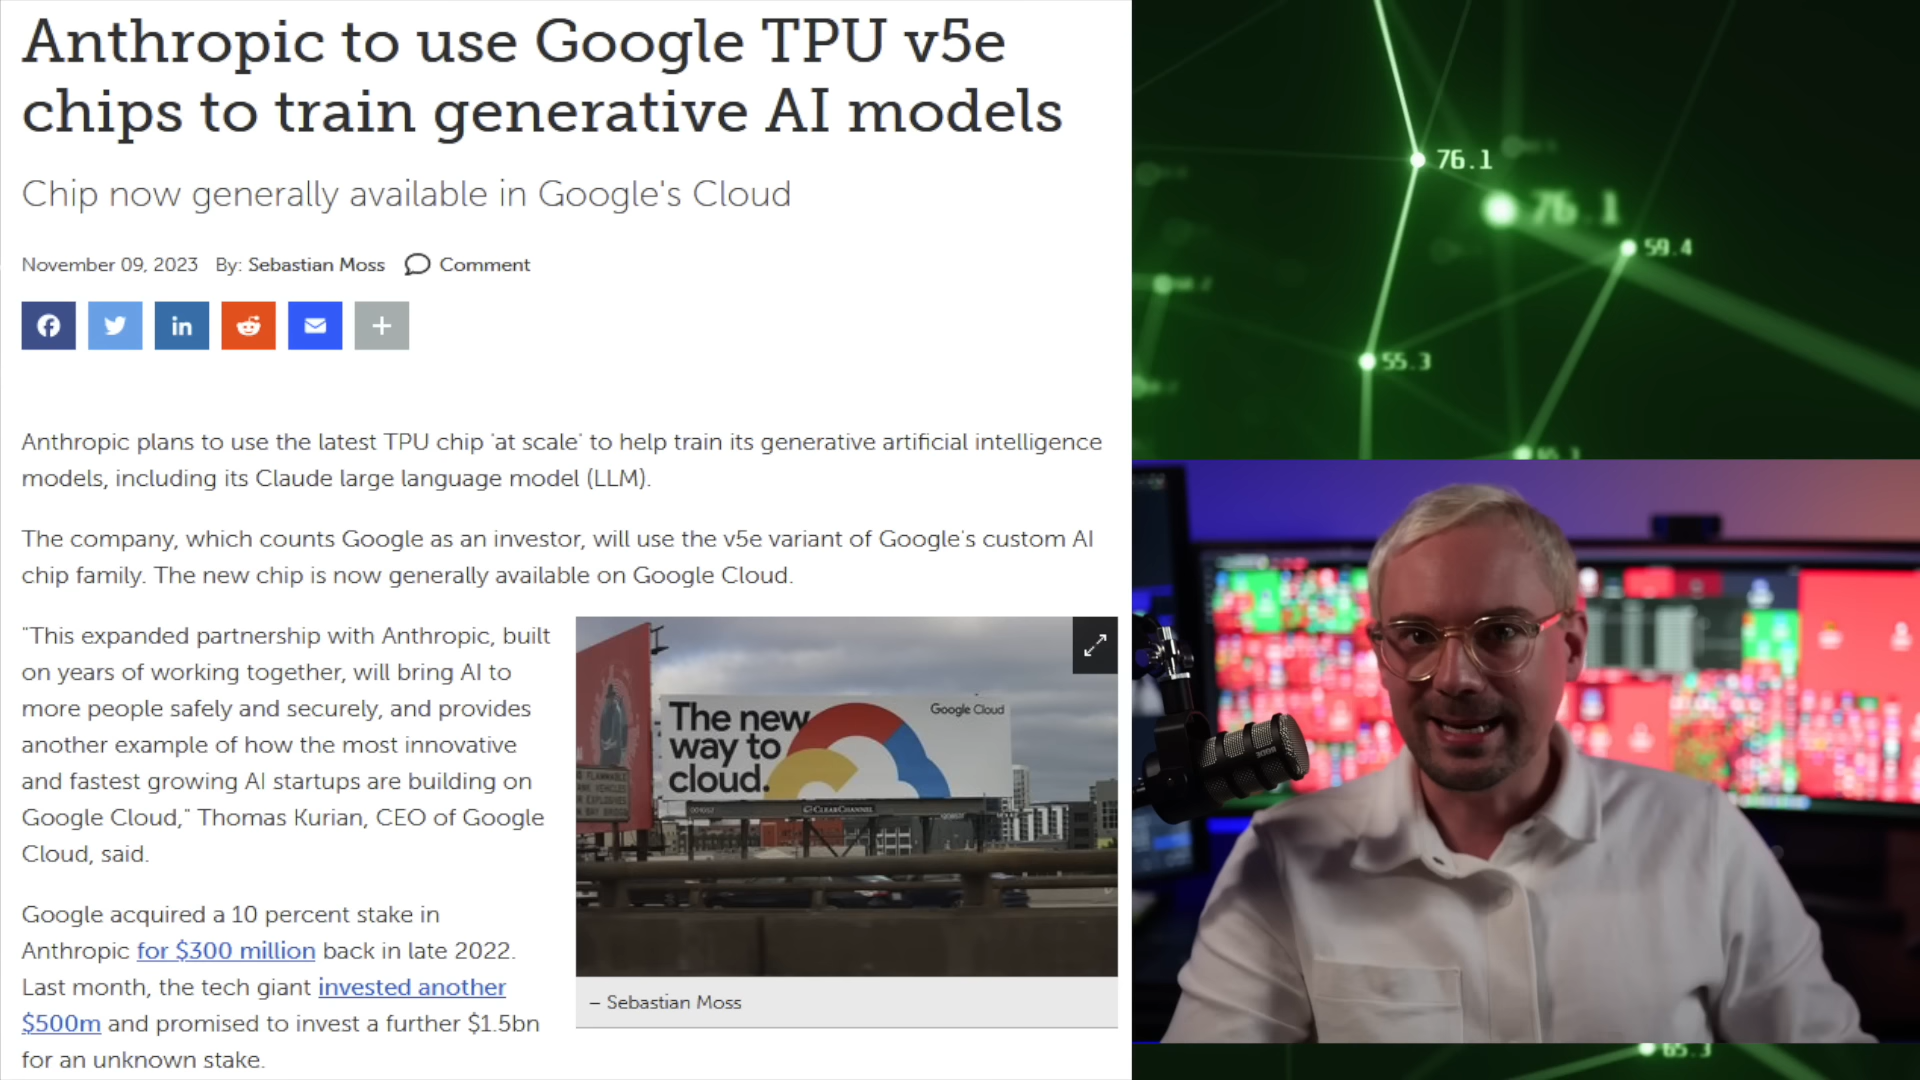 Anthropic to use Google TPU v5e
chips to train generative AI models
Chip now generally available in Google's Cloud
November 09, 2023 By: Sebastian Moss Comment
Anthropic plans to use the latest TPU chip 'at scale' to help train its generative artificial intelligence
models, including its Claude large language model (LLM).
The company, which counts Google as an investor, will use the v5e variant of Google's custom AI
chip family. The new chip is now generally available on Google Cloud.
"This expanded partnership with Anthropic, built
on years of working together, will bring AI to
more people safely and securely, and provides
another example of how the most innovative
and fastest growing AI startups are building on
Google Cloud," Thomas Kurian, CEO of Google
Cloud, said.
Google acquired a 10 percent stake in
Anthropic for $300 million back in late 2022.
Last month, the tech giant invested another
$500m and promised to invest a further $1.5bn
for an unknown stake.
The new
way to
cloud.
Google Cloud
CLEARCHANNEL
– Sebastian Moss
76.1
76.1
59.4
55.3
65.3
RODE